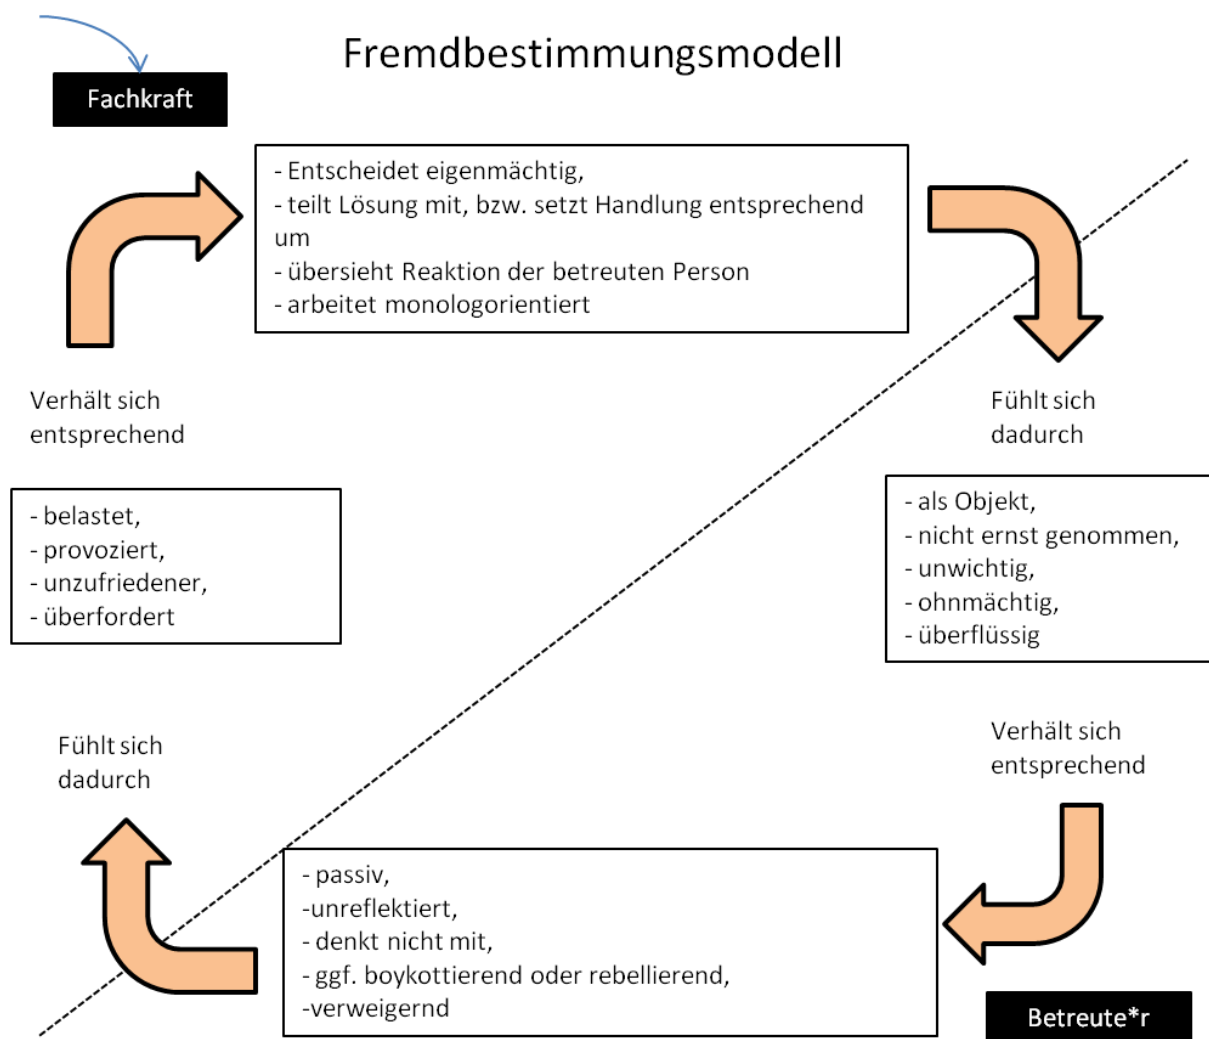 Fremdbestimmungsmodell
Fachkraft
- Entscheidet eigenmächtig,
- teilt Lösung mit, bzw. setzt Handlung entsprechend
um
- übersieht Reaktion der betreuten Person
- arbeitet monologorientiert
Fühlt sich
dadurch
- als Objekt,
- nicht ernst genommen,
- unwichtig,
- ohnmächtig,
- überflüssig
Verhält sich
entsprechend
Betreute*r
- passiv,
-unreflektiert,
- denkt nicht mit,
- ggf. boykottierend oder rebellierend,
-verweigernd
Fühlt sich
dadurch
- belastet,
- provoziert,
- unzufriedener,
- überfordert
Verhält sich
entsprechend